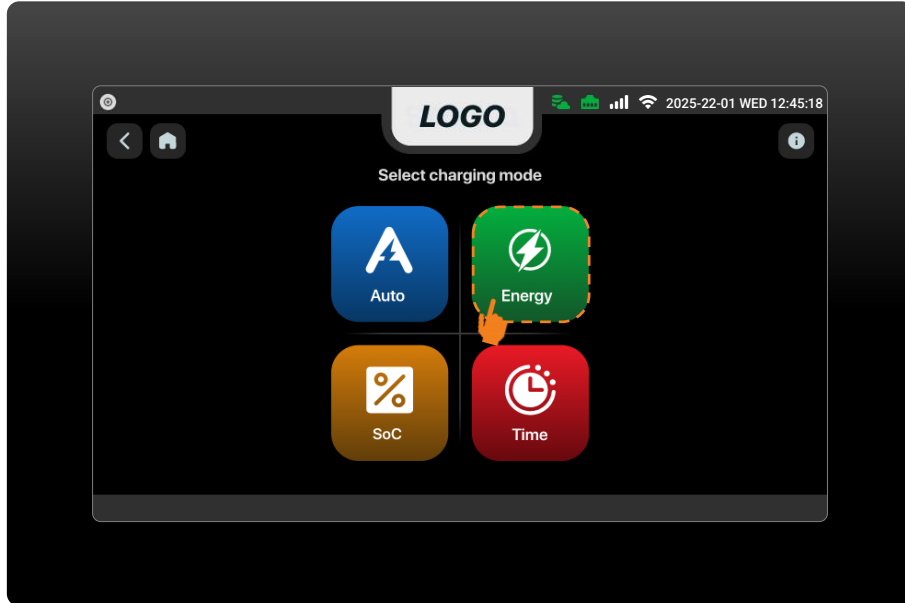 LOGO
2025-22-01 WED 12:45:18
Select charging mode
Auto
Energy
SoC
Time